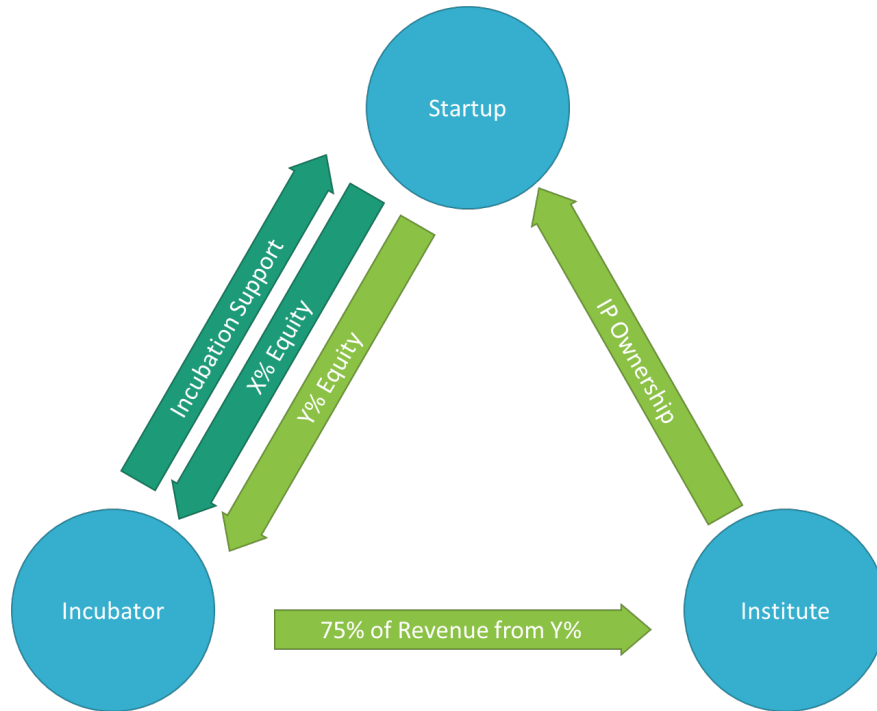 Startup
Incubation Support
X% Equity
Y% Equity
IP Ownership
Incubator
75% of Revenue from Y%
Institute